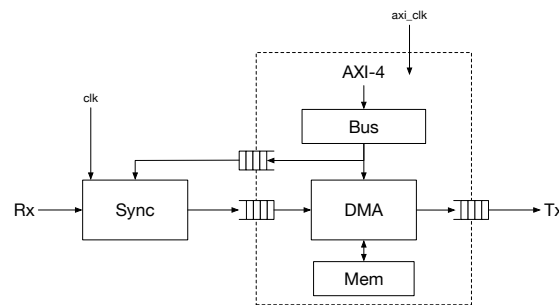 axi_clk
AXI-4
clk
Bus
Rx
Sync
DMA
Tx
Mem